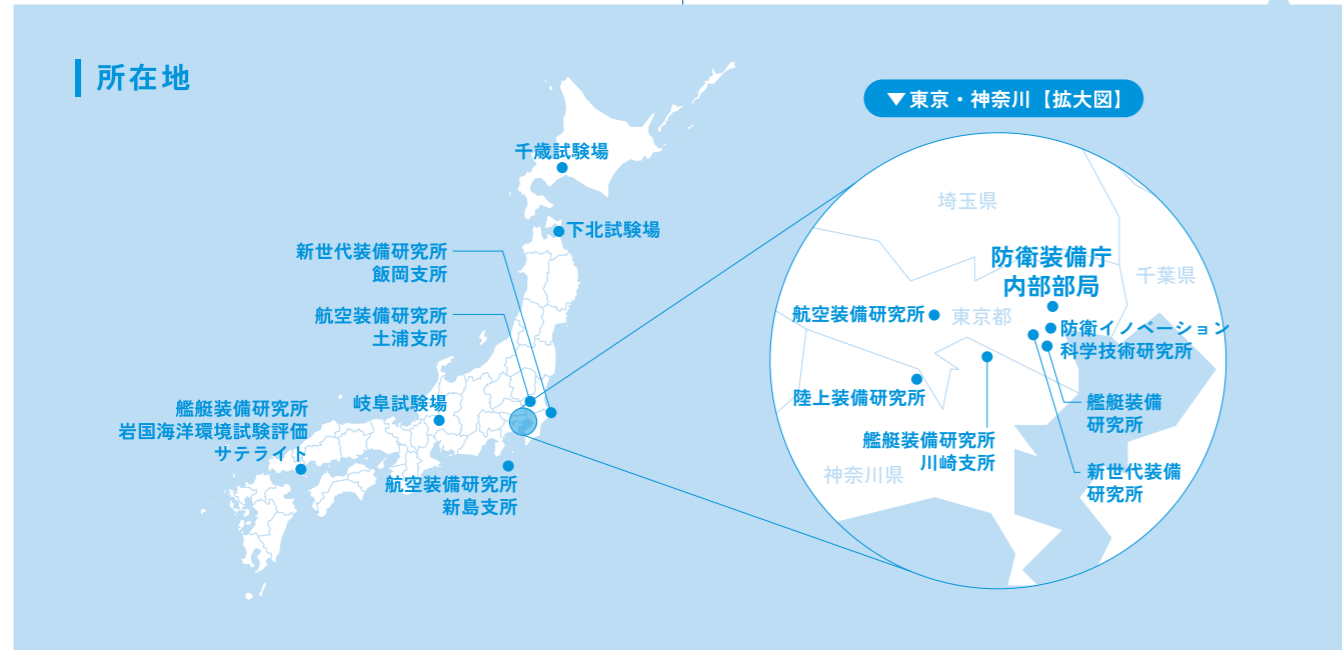 所在地
千歳試験場
下北試験場
新世代装備研究所
飯岡支所
航空装備研究所
土浦支所
岐阜試験場
艦艇装備研究所
岩国海洋環境試験評価
サテライト
航空装備研究所
新島支所
▼東京・神奈川【拡大図】
埼玉県
防衛装備庁
内部部局
千葉県
航空装備研究所
東京都
防衛イノベーション
科学技術研究所
陸上装備研究所
艦艇装備
研究所
艦艇装備研究所
川崎支所
神奈川県
新世代装備
研究所